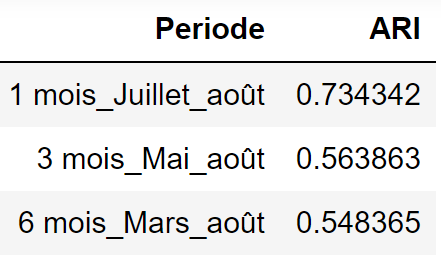 Periode ARI
1 mois_Juillet_août 0.734342
3 mois_Mai_août 0.563863
6 mois_Mars_août 0.548365